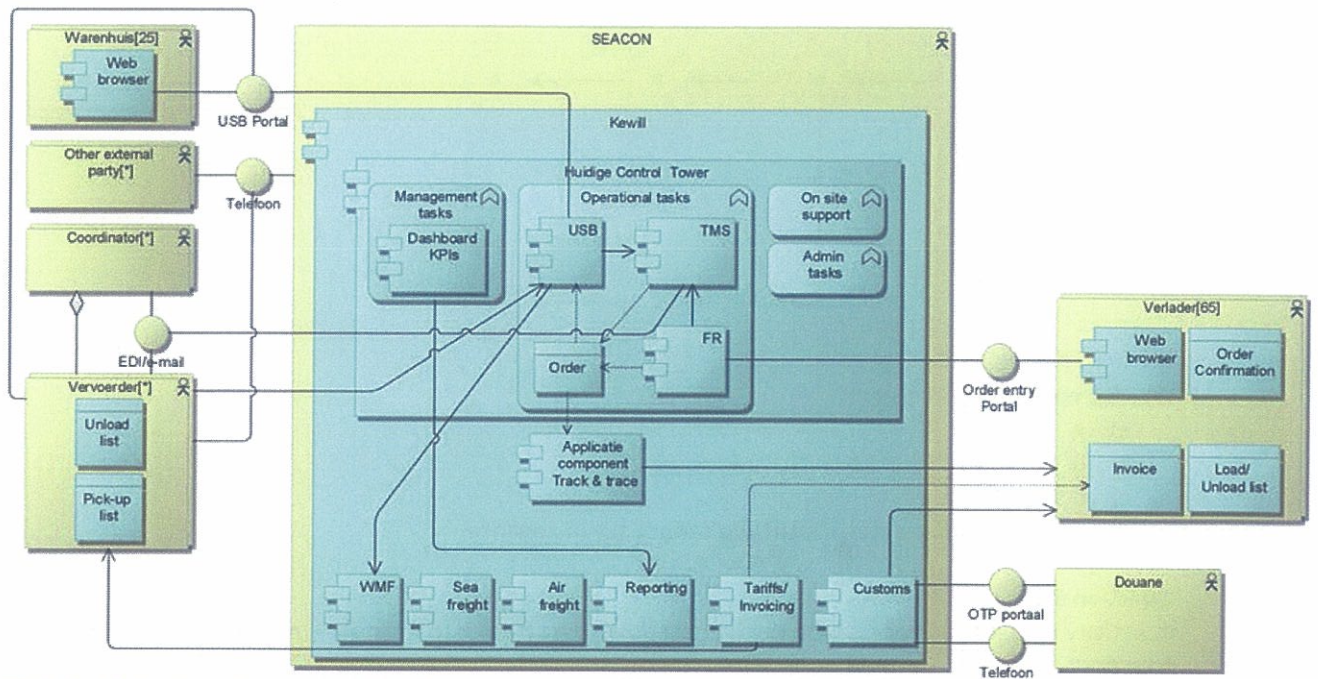 Warenhuis[25]
Web
browser
USB Portal
Other external
party[*]
Telefoon
Coordinator[*]
EDI/e-mail
Vervoerder[*]
Unload
list
Pick-up
list
SEACON
Kewill
Huidige Control Tower
Management
tasks
Dashboard
KPIs
Operational tasks
USB
TMS
Order
FR
On site
support
Admin
tasks
Applicatie
component
Track & trace
WMF
Sea
freight
Air
freight
Reporting
Tariffs/
Invoicing
Customs
Order entry
Portal
Verlader[65]
Web
browser
Order
Confirmation
Invoice
Load/
Unload list
OTP portaal
Telefoon
Douane